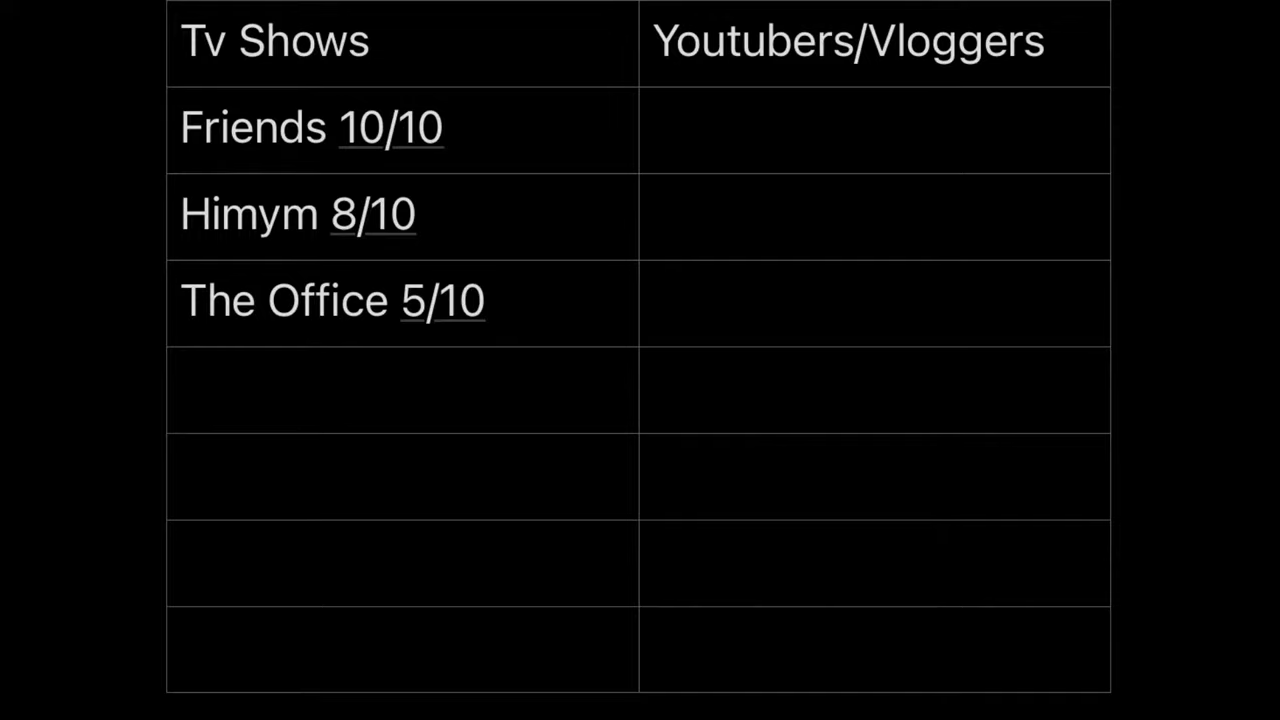 Tv Shows
Youtubers/Vloggers
Friends 10/10
Himym 8/10
The Office 5/10